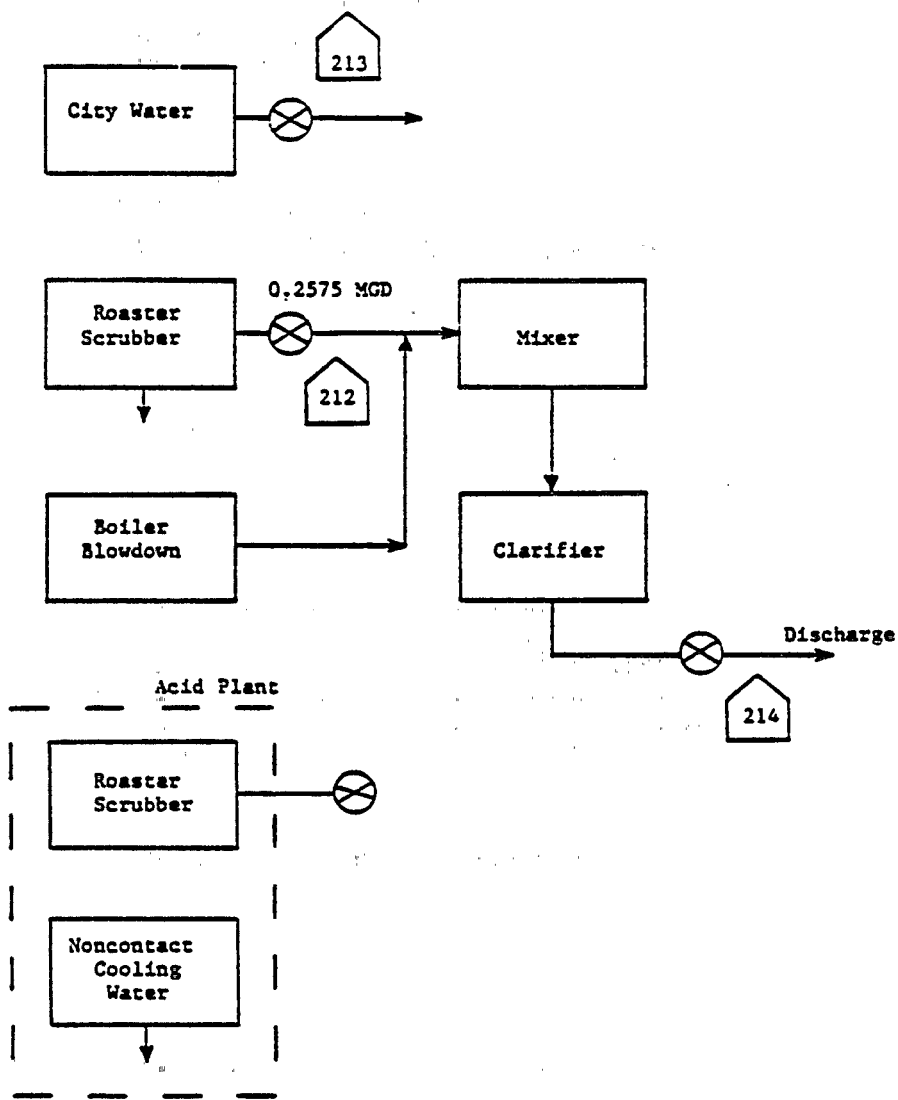 213
City Water
0.2575 MGD
Roaster
Scrubber
Mixer
212
Boiler
Blowdown
Clarifier
Discharge
214
Acid Plant
Roaster
Scrubber
Noncontact
Cooling
Water